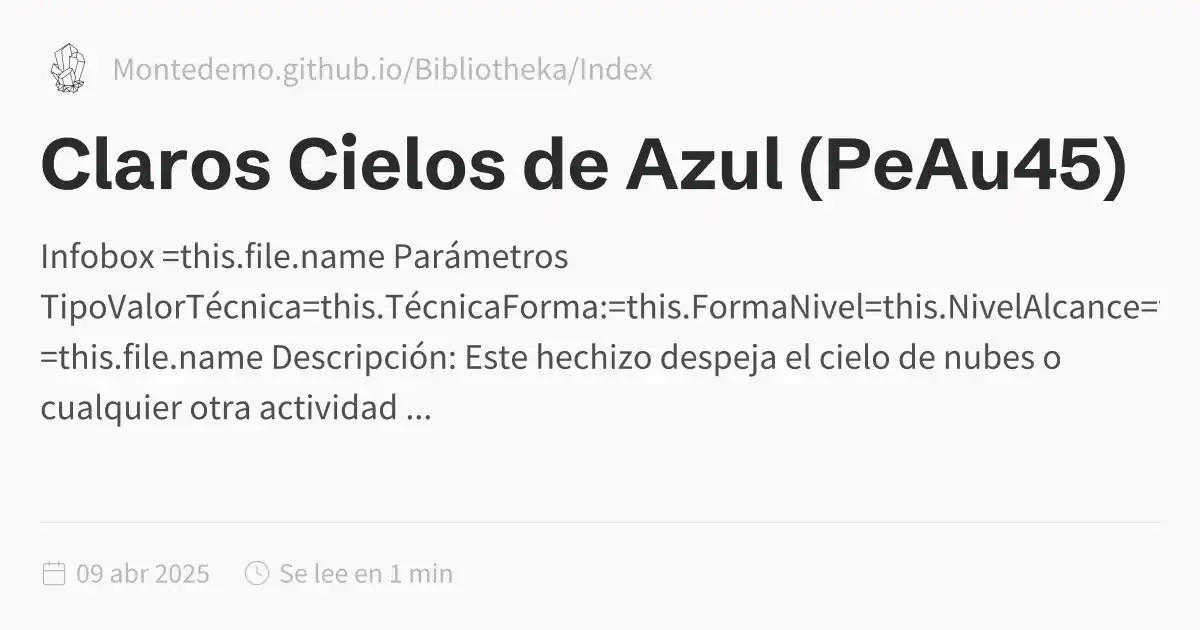 Montedemo.github.io/Bibliotheka/Index
Claros Cielos de Azul (PeAu45)
Infobox =this.file.name Parámetros
TipoValorTécnica=this.TécnicaForma:=this.FormaNivel=this.NivelAlcance=
=this.file.name Descripción: Este hechizo despeja el cielo de nubes o
cualquier otra actividad ...
09 abr 2025
Se lee en 1 min